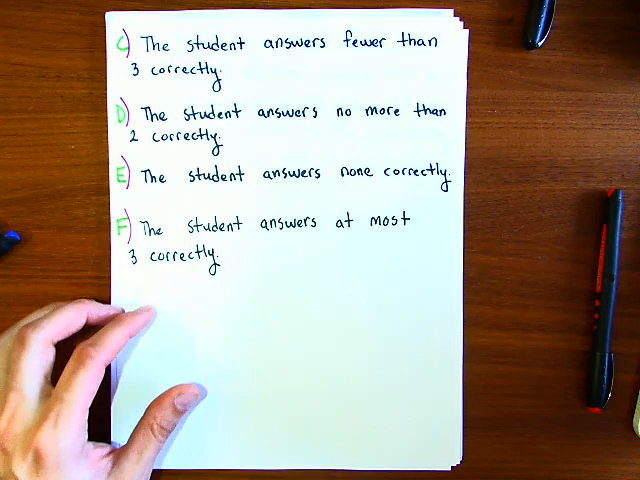 C) The student answers fewer than
3 correctly.
D) The student answers no more than
2 correctly.
E) The student answers none correctly.
F) The student answers at most
3 correctly.